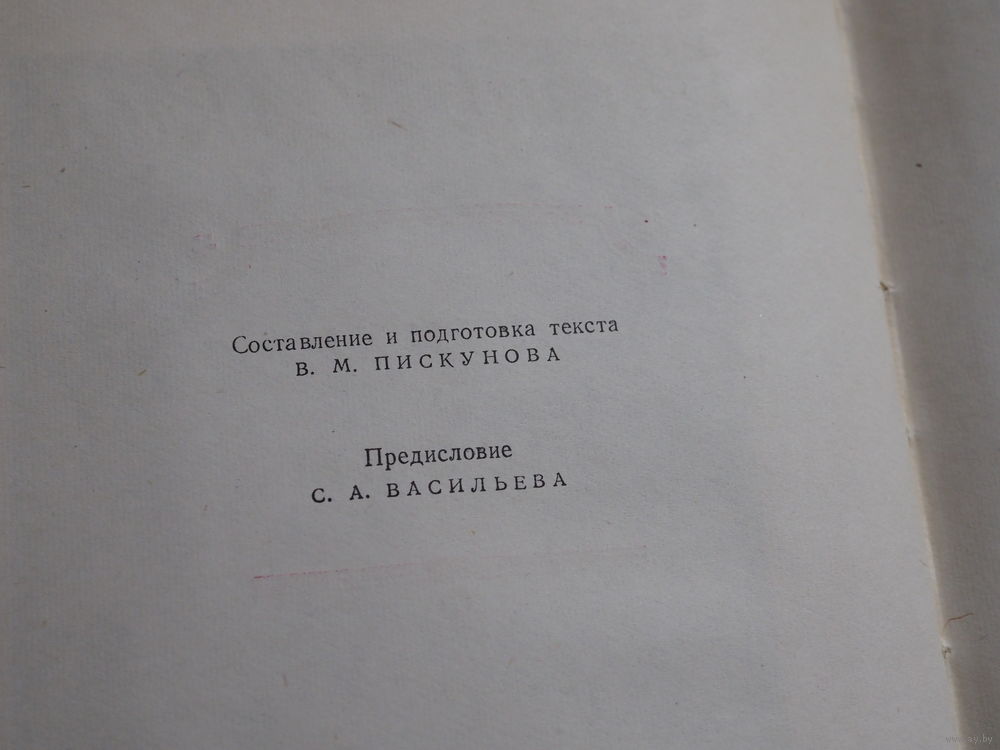 Составление и подготовка текста
В. М. ПИСКУНОВА
Предисловие
С. А. ВАСИЛЬЕВА